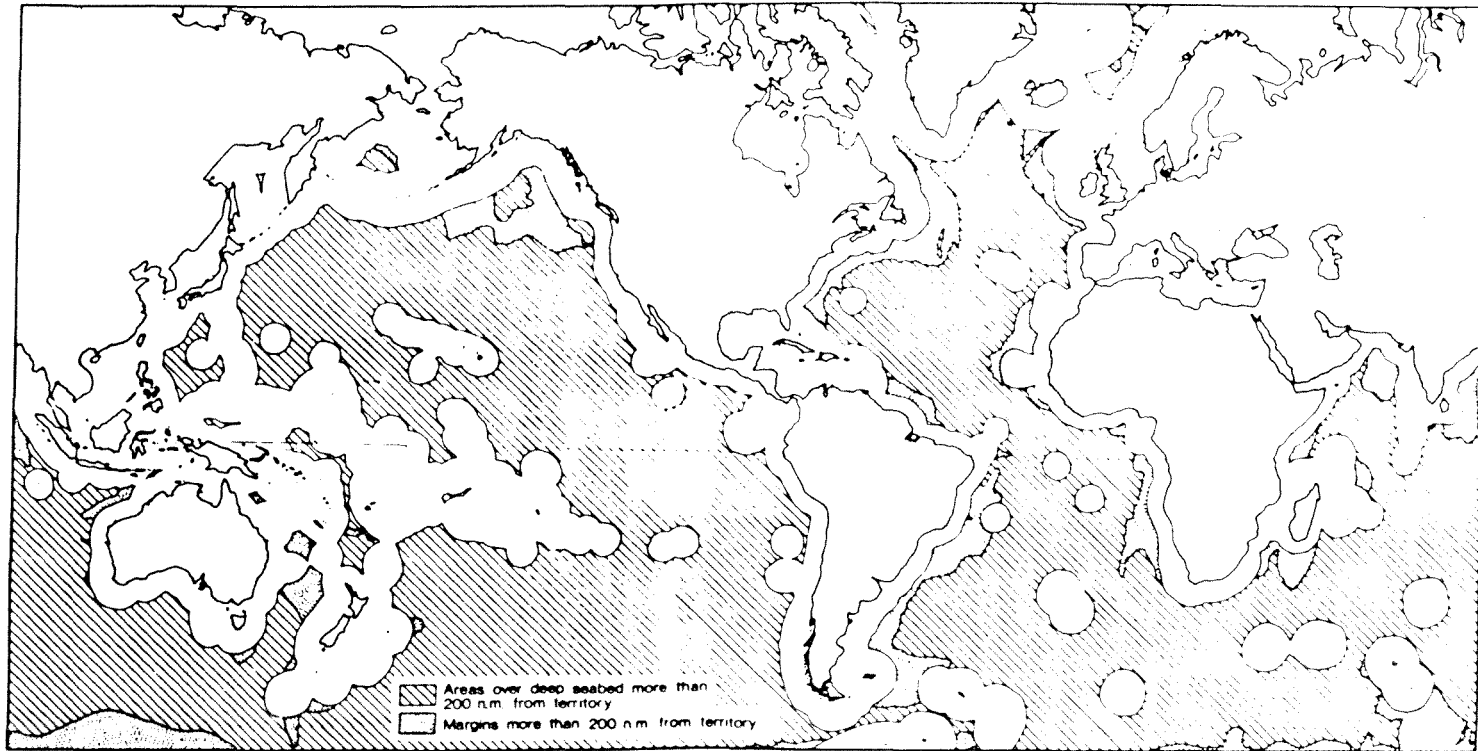 Areas over deep seabed more than
200 n.m from territory
Margins more than 200 n m from territory